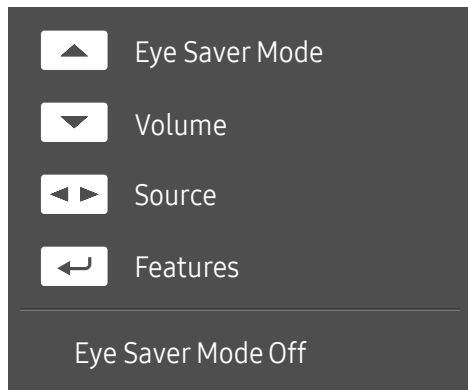 Eye Saver Mode
Volume
Source
Features
Eye Saver Mode Off